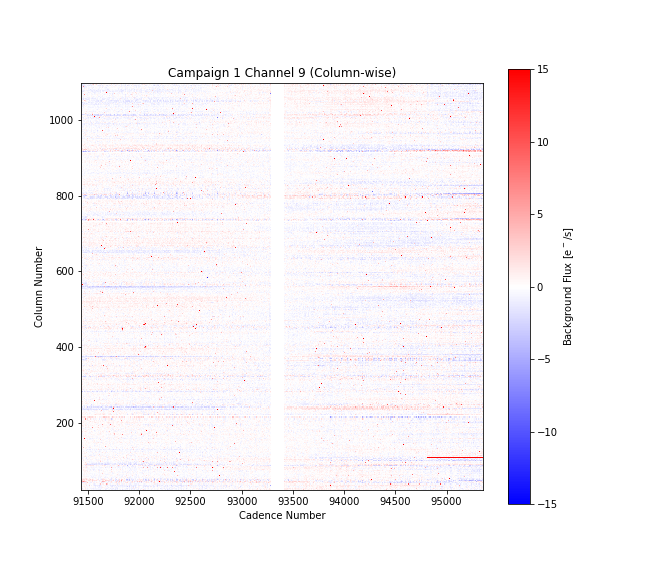 Campaign 1 Channel 9 (Column-wise)
Column Number
1000
800
600
400
200
91500 92000 92500 93000 93500 94000 94500 95000
Cadence Number
15
10
5
0
−5
−10
−15
Background Flux [e⁻/s]